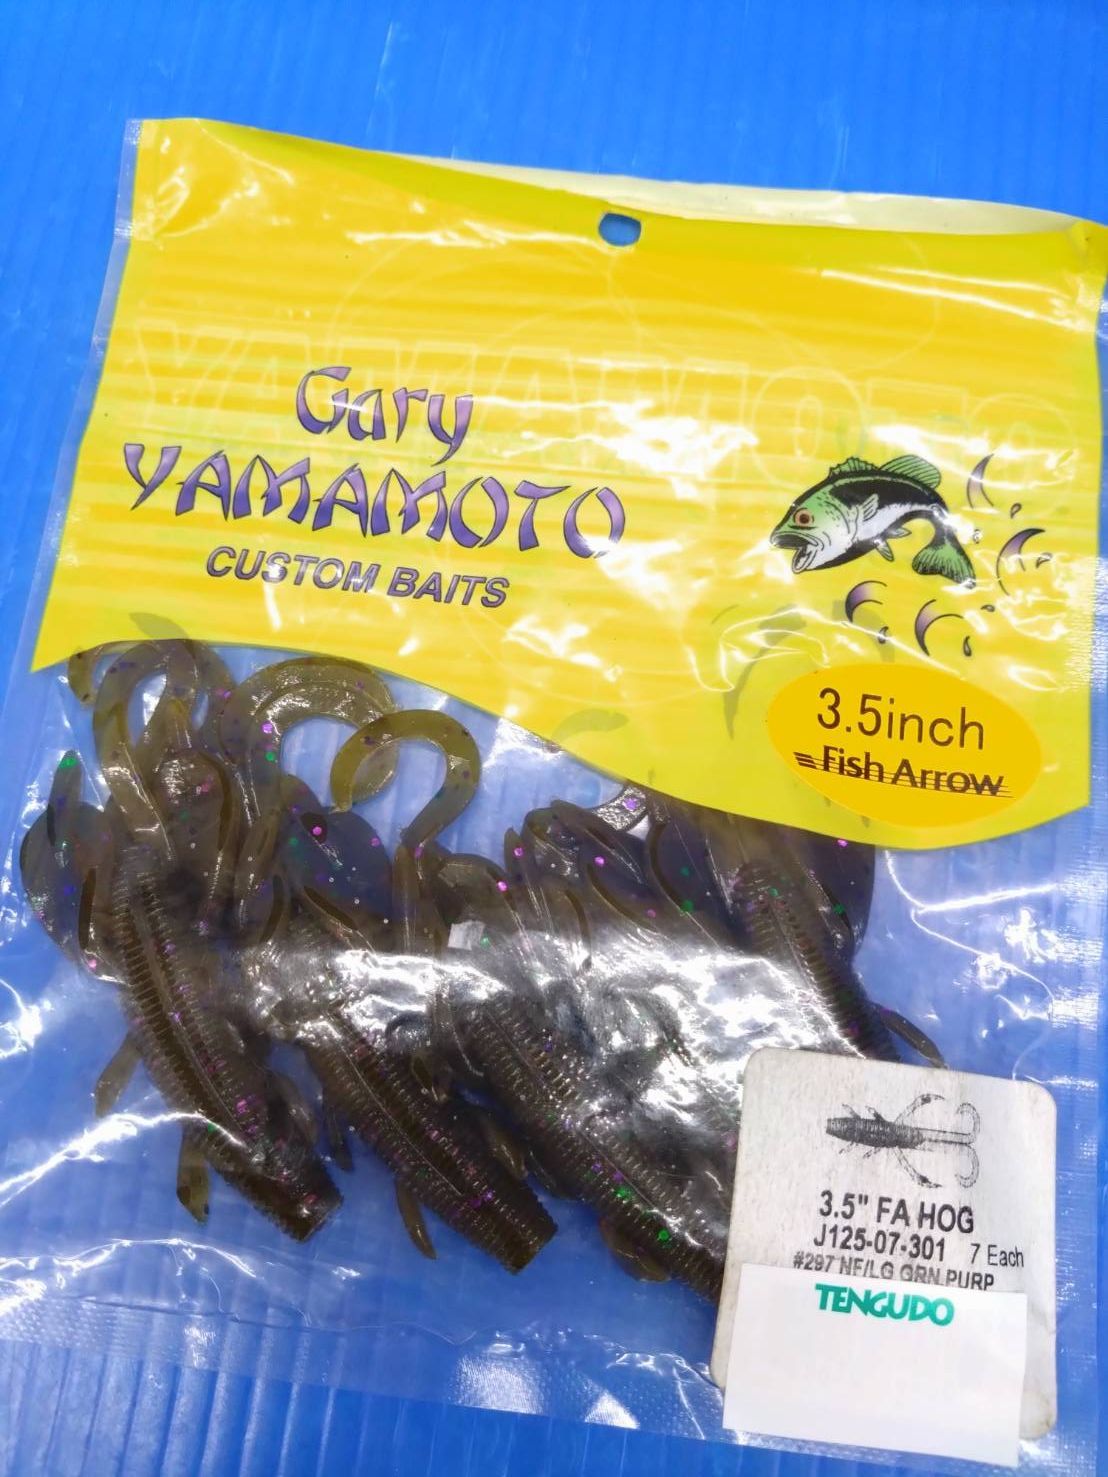 YAMAMOTO
Gary
YAMAMOTO
CUSTOM BAITS
3.5inch
Fish Arrow
3.5" FA HOG
J125-07-301 7 Each
#297 NF/LG GRN.PURP
TENGUDO